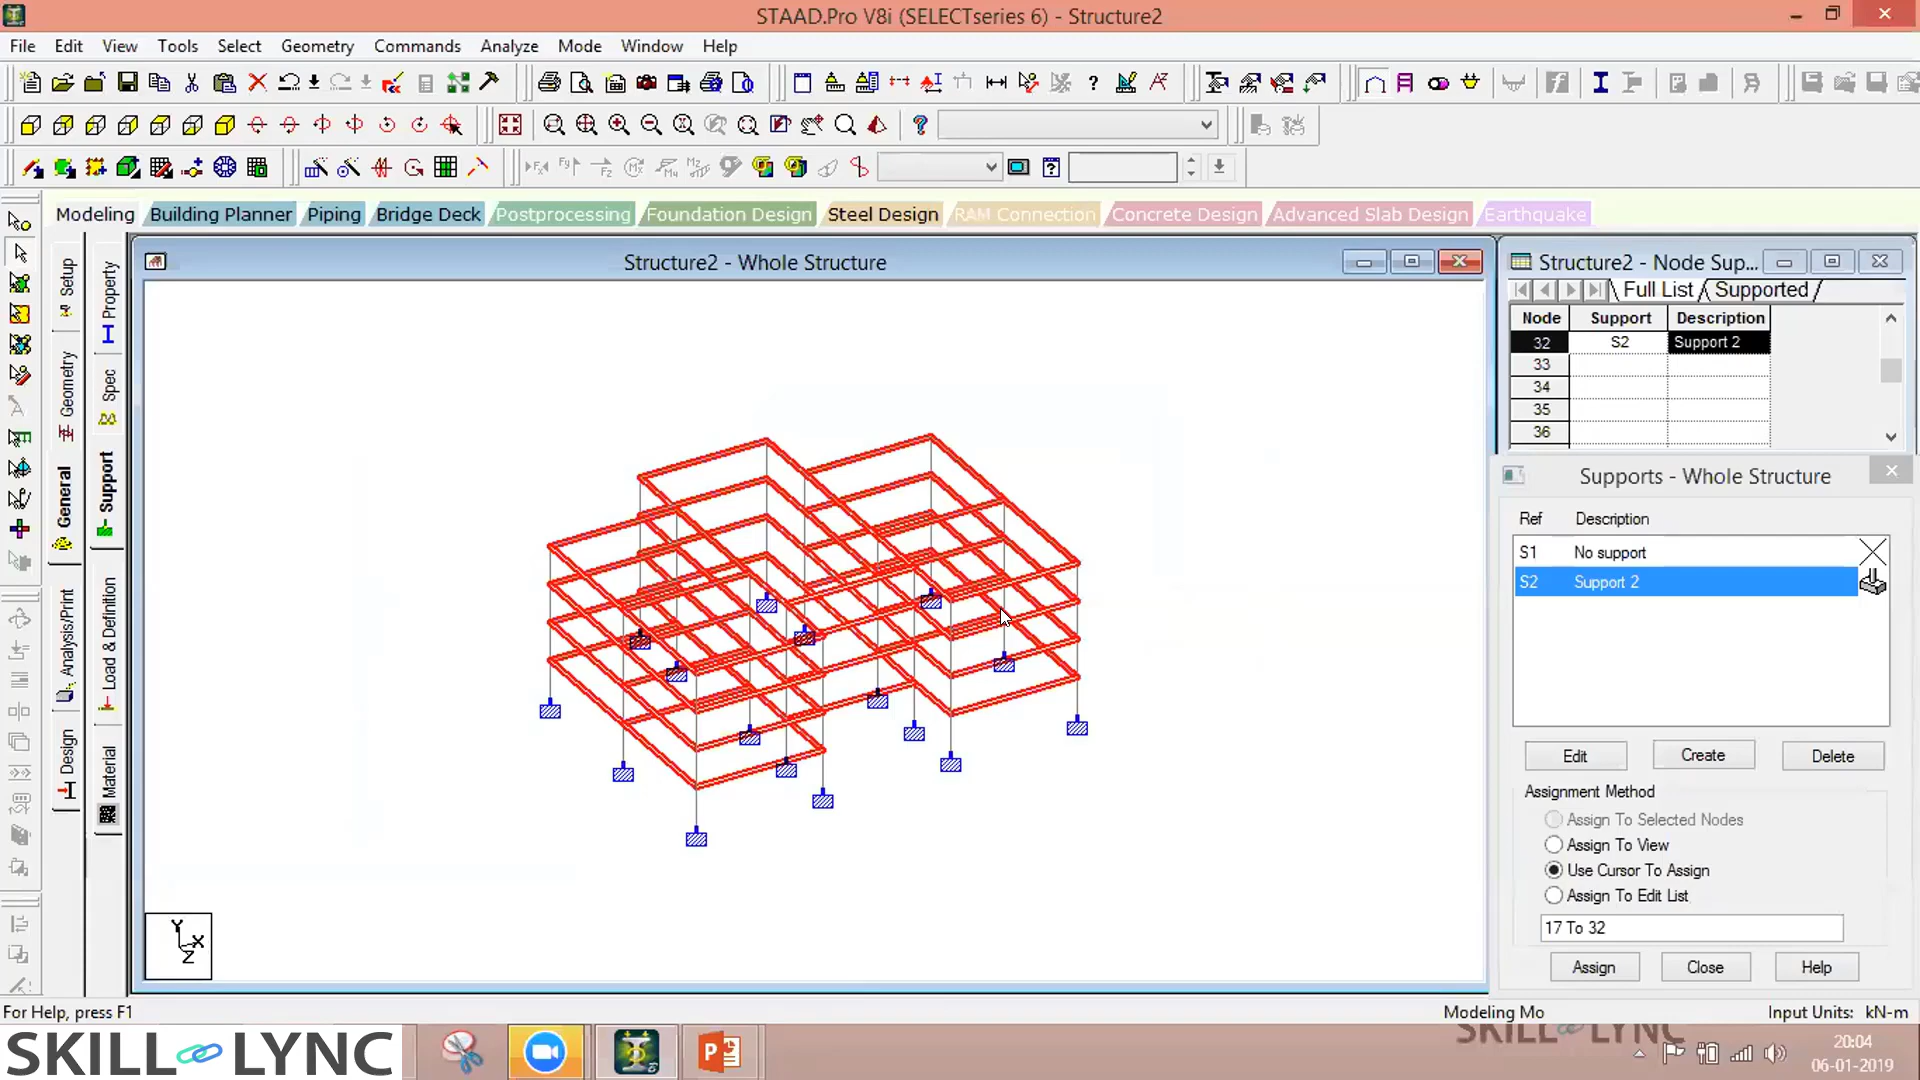 STAAD.Pro V8i (SELECTseries 6) - Structure2
File Edit View Tools Select Geometry Commands Analyze Mode Window Help
Modeling Building Planner Piping Bridge Deck Postprocessing Foundation Design Steel Design RAM Connection Concrete Design Advanced Slab Design Earthquake
Setup
Geometry
General
Analysis/Print
Design
Property
Spec
Support
Load & Definition
Material
Structure2 - Whole Structure
Y
X
Z
Structure2 - Node Sup...
Full List Supported
Node Support Description
32 S2 Support 2
33
34
35
36
Supports - Whole Structure
Ref Description
S1 No support
S2 Support 2
Edit Create Delete
Assignment Method
Assign To Selected Nodes
Assign To View
Use Cursor To Assign
Assign To Edit List
17 To 32
Assign Close Help
For Help, press F1
Modeling Mo
Input Units: kN-m
SKILL LYNC
SKILL LYNC
20:04
06-01-2019